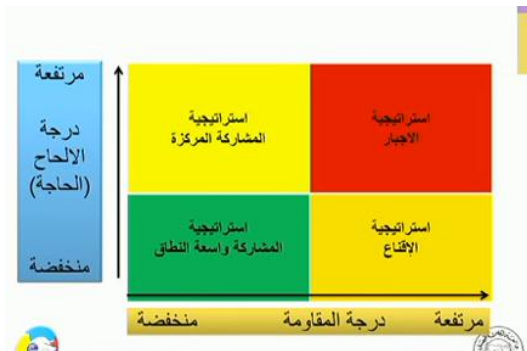 مرتفعة
درجة
الالحاح
(الحاجة)
منخفضة
استراتيجية
الاجبار
استراتيجية
المشاركة المركزة
استراتيجية
الإقناع
استراتيجية
المشاركة واسعة النطاق
مرتفعة درجة المقاومة منخفضة